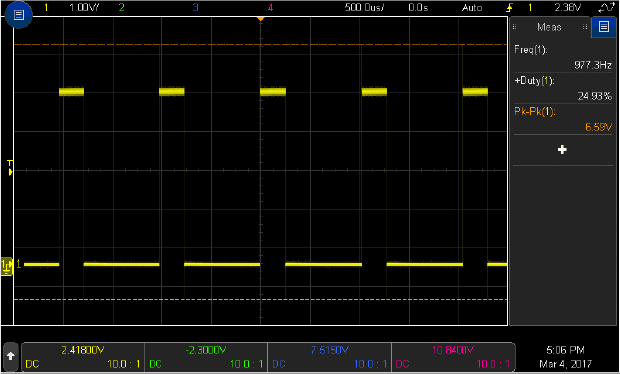 1 1.00V/ 2 3 4 500.0us/ 0.0s Auto 1 2.38V
Meas
Freq(1):
977.3Hz
+Duty(1):
24.93%
Pk-Pk(1):
6.59V
T
1 1
2.41800V -2.3000V 7.5150V 10.8400V
DC 10.0 : 1 DC 10.0 : 1 DC 10.0 : 1 DC 10.0 : 1
5:06 PM
Mar 4, 2017